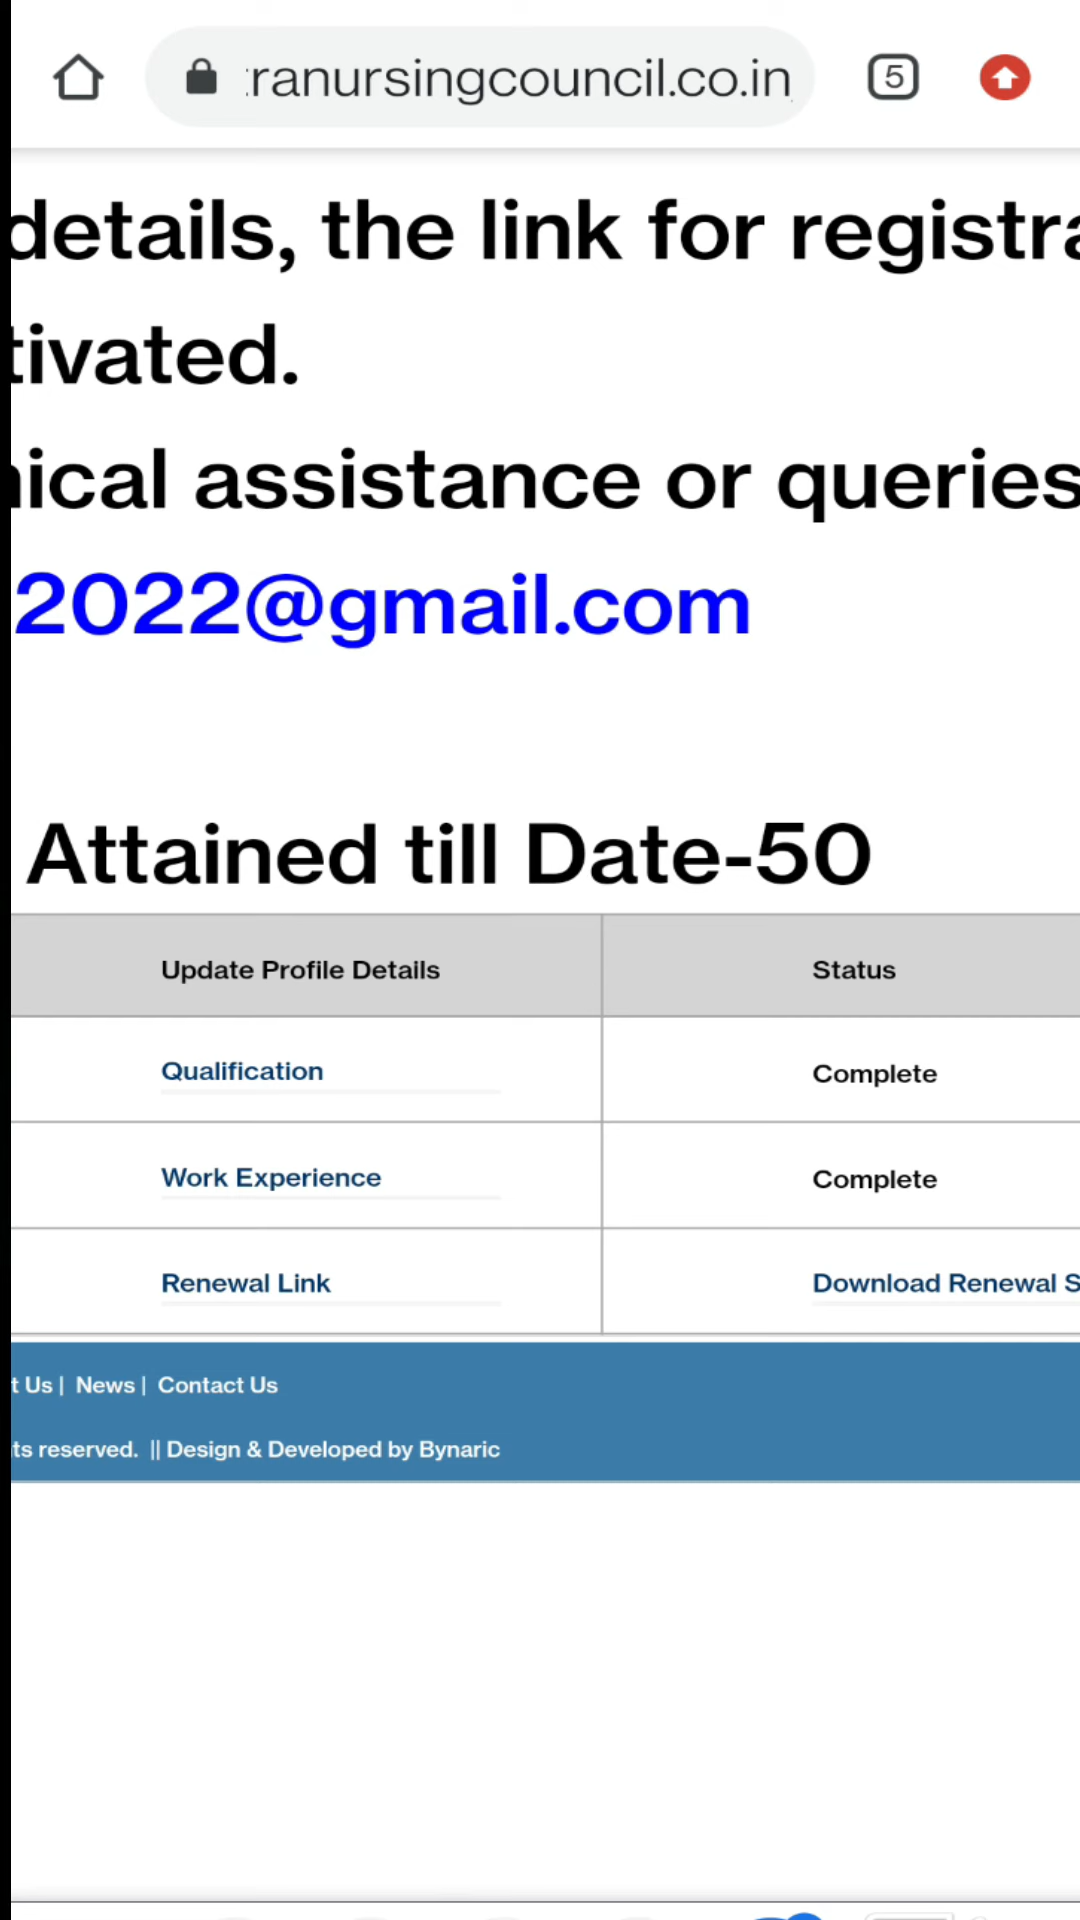 ranursingcouncil.co.in
5
details, the link for registra
tivated.
ical assistance or queries
2022@gmail.com
Attained till Date-50
Update Profile Details Status
Qualification Complete
Work Experience Complete
Renewal Link Download Renewal S
t Us | News | Contact Us
ts reserved. || Design & Developed by Bynaric